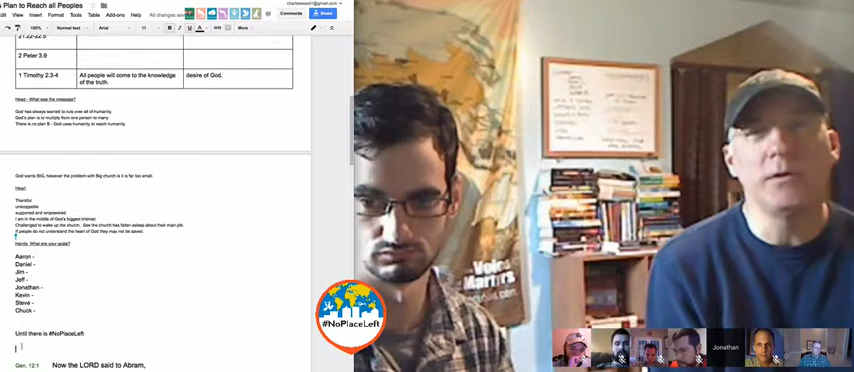 s Plan to Reach all Peoples
charleswood1@gmail.com
dit View Insert Format Tools Table Add-ons Help All changes saved
Comments
Share
100%
Normal text
Arial
11
B I U A
More
2 Peter 3.9
1 Timothy 2.3-4
All people will come to the knowledge
of the truth.
desire of God.
Head - What was the message?
God has always wanted to rule over all of humanity.
God's plan is to multiply from one person to many
There is no plan B - God uses humanity to reach humanity.
God wants BIG, however the problem with Big church is it is far too small.
Heart
Thankful
unstoppable
supported and empowered
I am in the middle of God's biggest interest
Challenged to wake up the church. See the church has fallen asleep about their main job.
if people do not understand the heart of God they may not be saved.
Hands. What are your goals?
Aaron -
Daniel -
Jim -
Jeff -
Jonathan -
Kevin -
Steve -
Chuck -
Until there is #NoPlaceLeft
Gen. 12:1 Now the LORD said to Abram,
#NoPlaceLeft
Jonathan